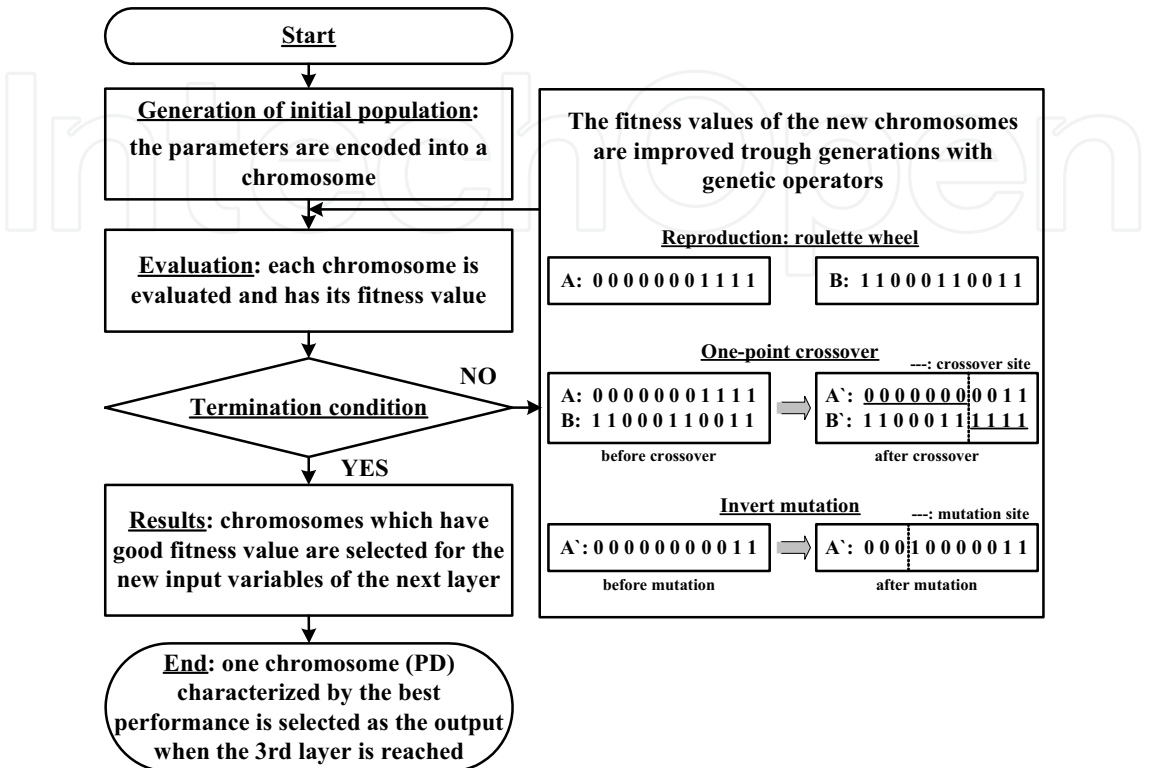 IntechOpen
Start
Generation of initial population:
the parameters are encoded into a
chromosome
Evaluation: each chromosome is
evaluated and has its fitness value
Termination condition
NO
YES
Results: chromosomes which have
good fitness value are selected for the
new input variables of the next layer
End: one chromosome (PD)
characterized by the best
performance is selected as the output
when the 3rd layer is reached
The fitness values of the new chromosomes
are improved trough generations with
genetic operators
Reproduction: roulette wheel
A: 0 0 0 0 0 0 0 1 1 1 1
B: 1 1 0 0 0 1 1 0 0 1 1
One-point crossover
---: crossover site
A: 0 0 0 0 0 0 0 1 1 1 1
B: 1 1 0 0 0 1 1 0 0 1 1
before crossover
A`: 0 0 0 0 0 0 0 0 0 1 1
B`: 1 1 0 0 0 1 1 1 1 1 1
after crossover
Invert mutation
---: mutation site
A`: 0 0 0 0 0 0 0 0 0 1 1
before mutation
A`: 0 0 0 1 0 0 0 0 0 1 1
after mutation